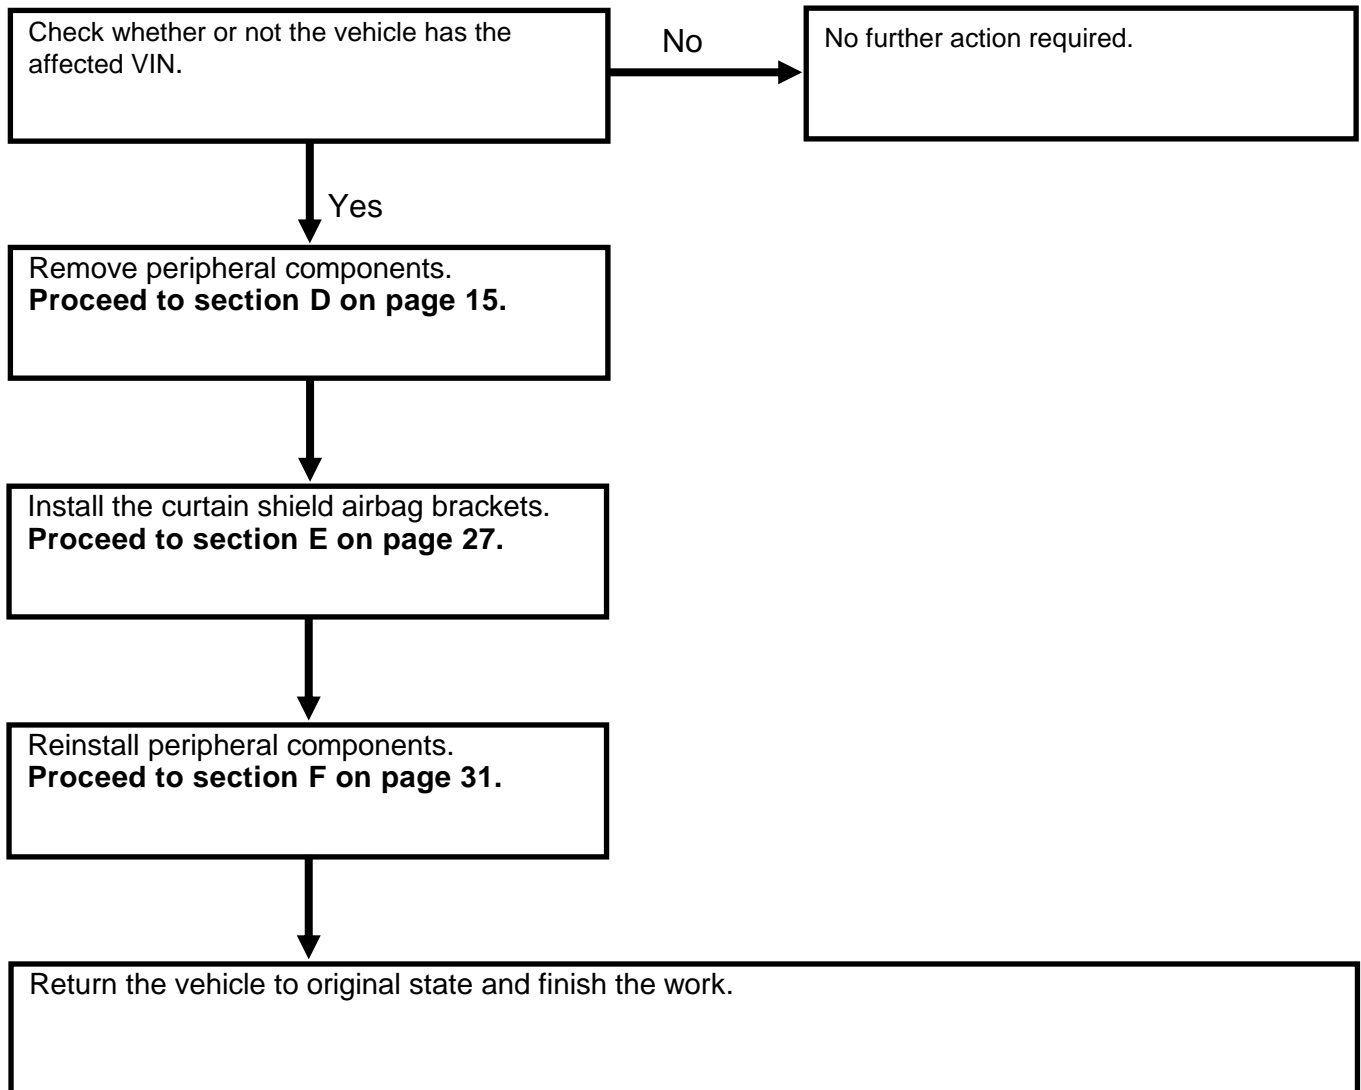 Check whether or not the vehicle has the
affected VIN.
No
No further action required.
Yes
Remove peripheral components.
Proceed to section D on page 15.
Install the curtain shield airbag brackets.
Proceed to section E on page 27.
Reinstall peripheral components.
Proceed to section F on page 31.
Return the vehicle to original state and finish the work.